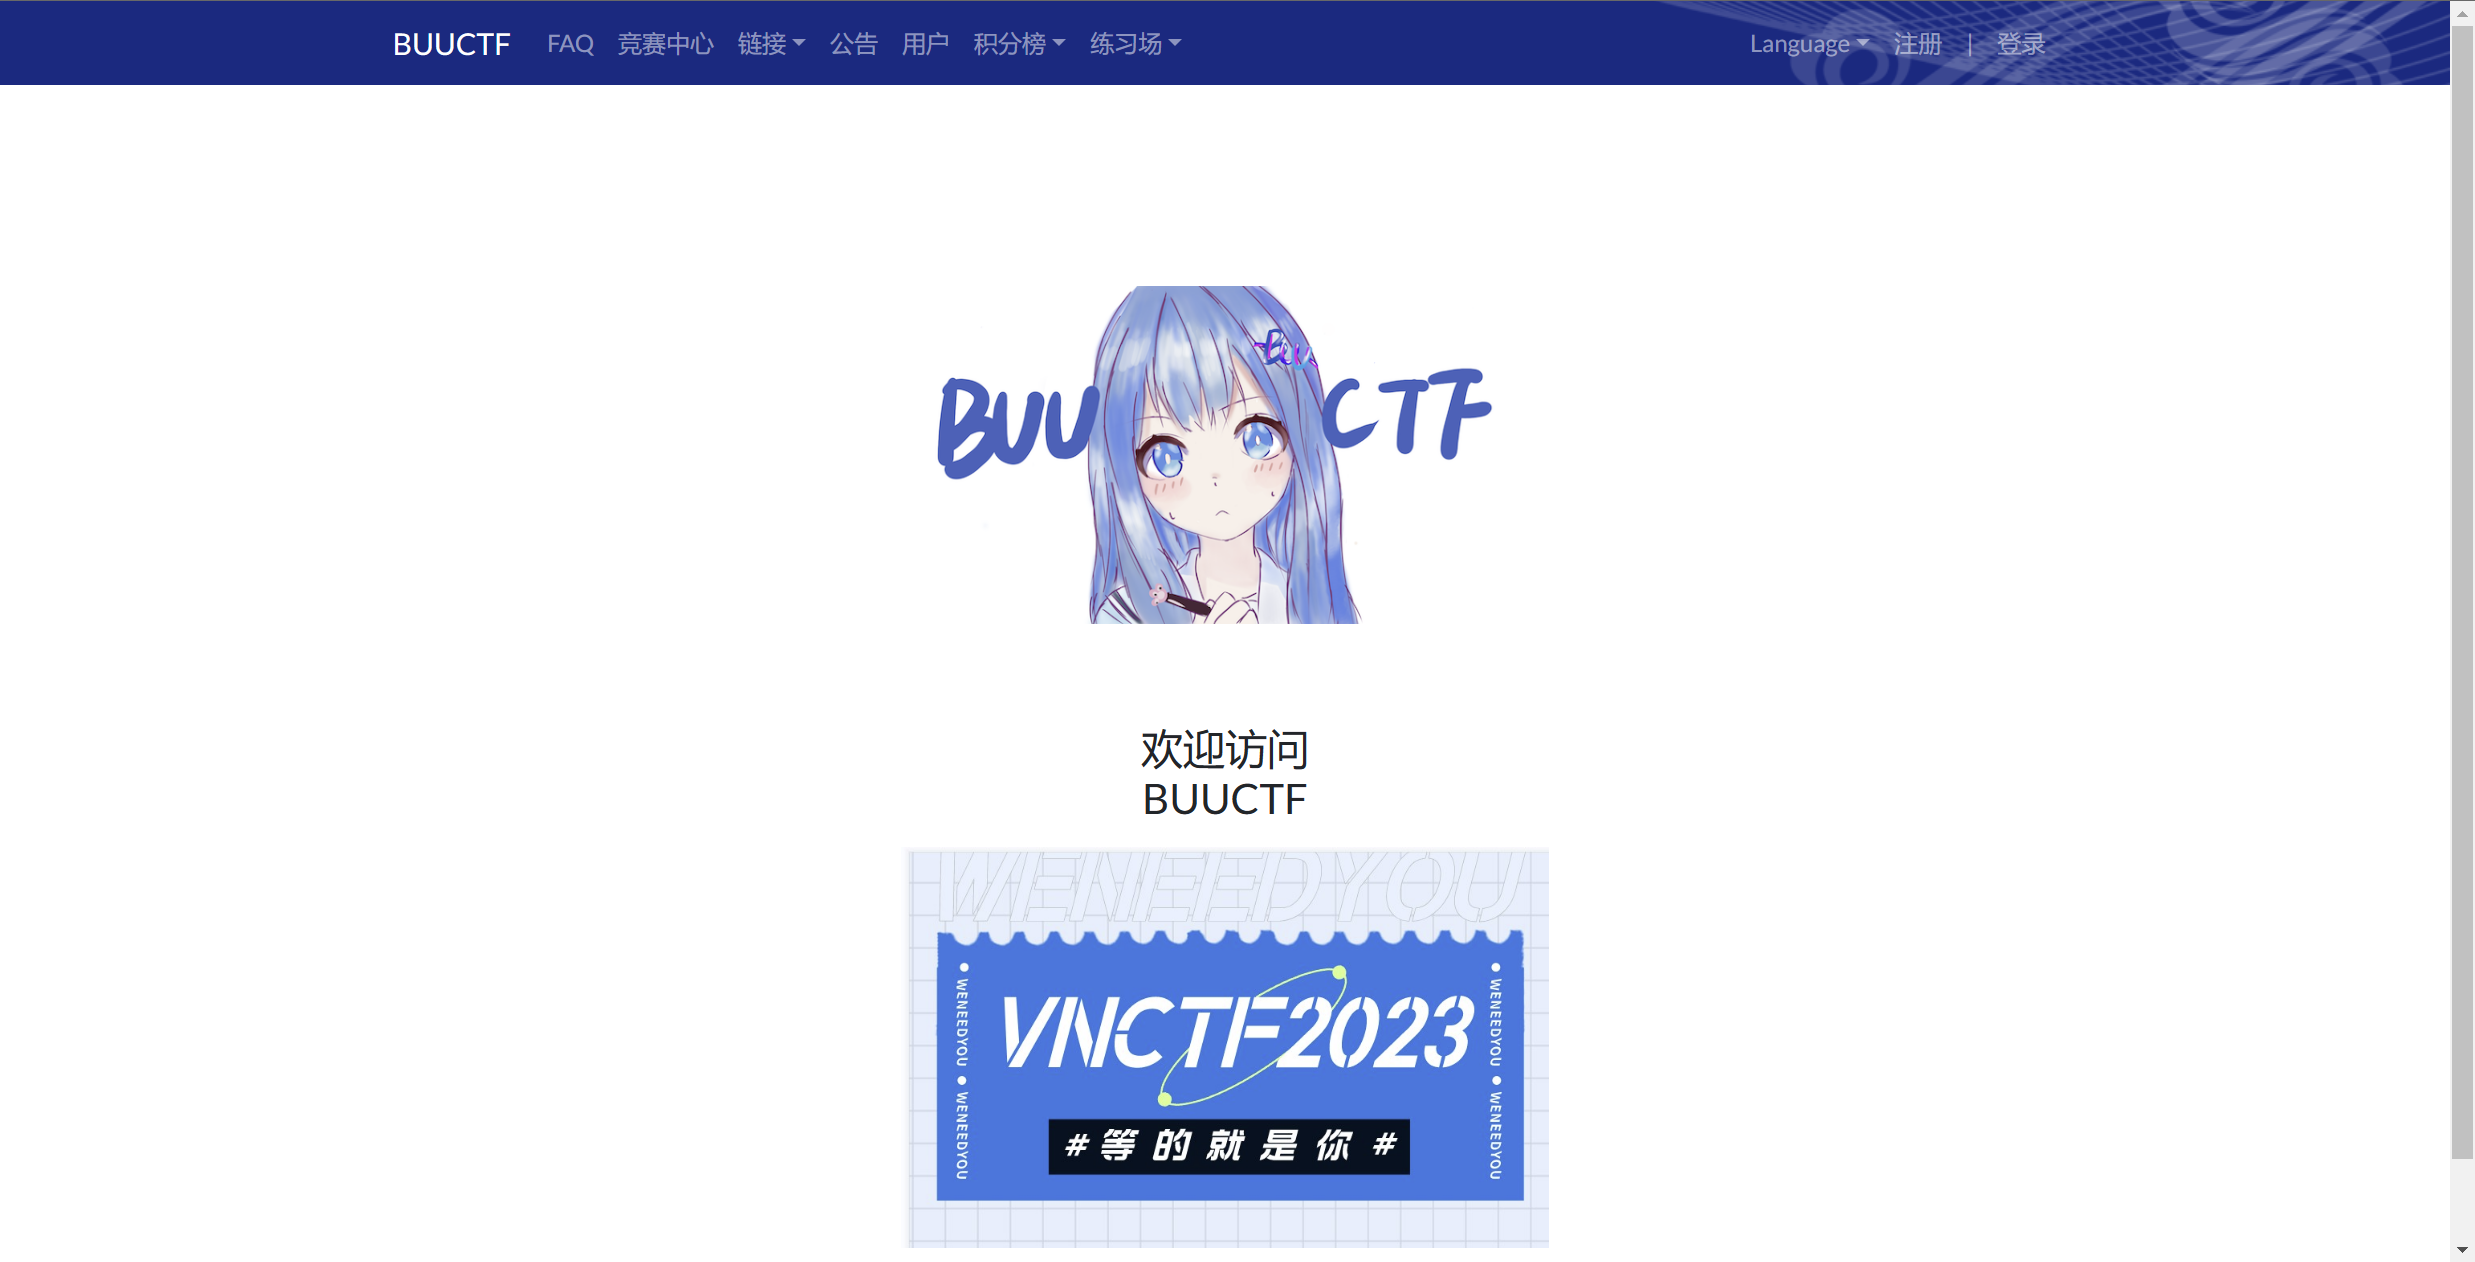 BUUCTF FAQ 竞赛中心 链接 公告 用户 积分榜 练习场 Language 注册 | 登录
BUU CTF
Buu
欢迎访问
BUUCTF
WENEEDYOU
VNCTF2023
#等的就是你#
WENEEDYOU WENEEDYOU
WENEEDYOU WENEEDYOU